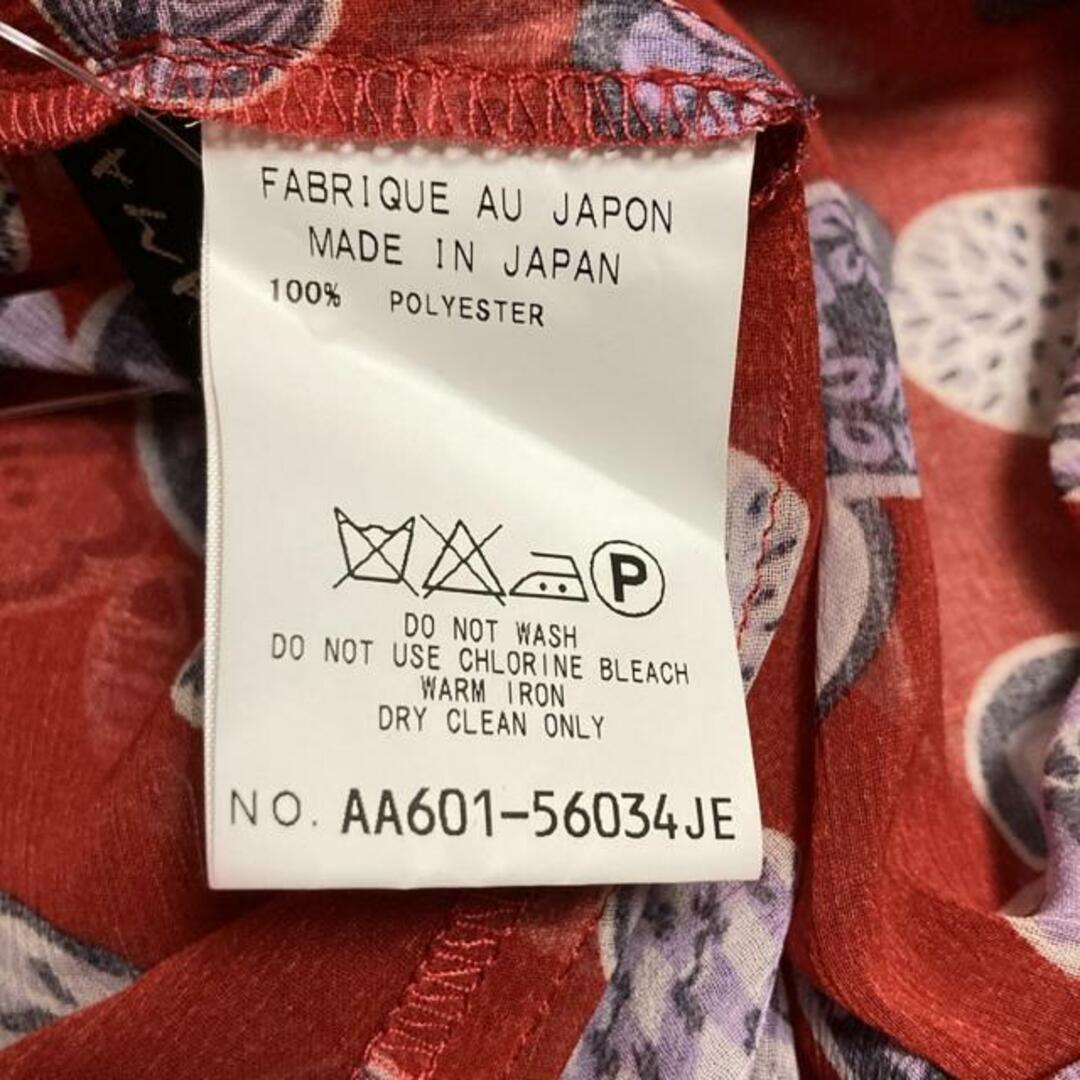 FABRIQUE AU JAPON
MADE IN JAPAN
100% POLYESTER
P
DO NOT WASH
DO NOT USE CHLORINE BLEACH
WARM IRON
DRY CLEAN ONLY
NO. AA601-56034JE